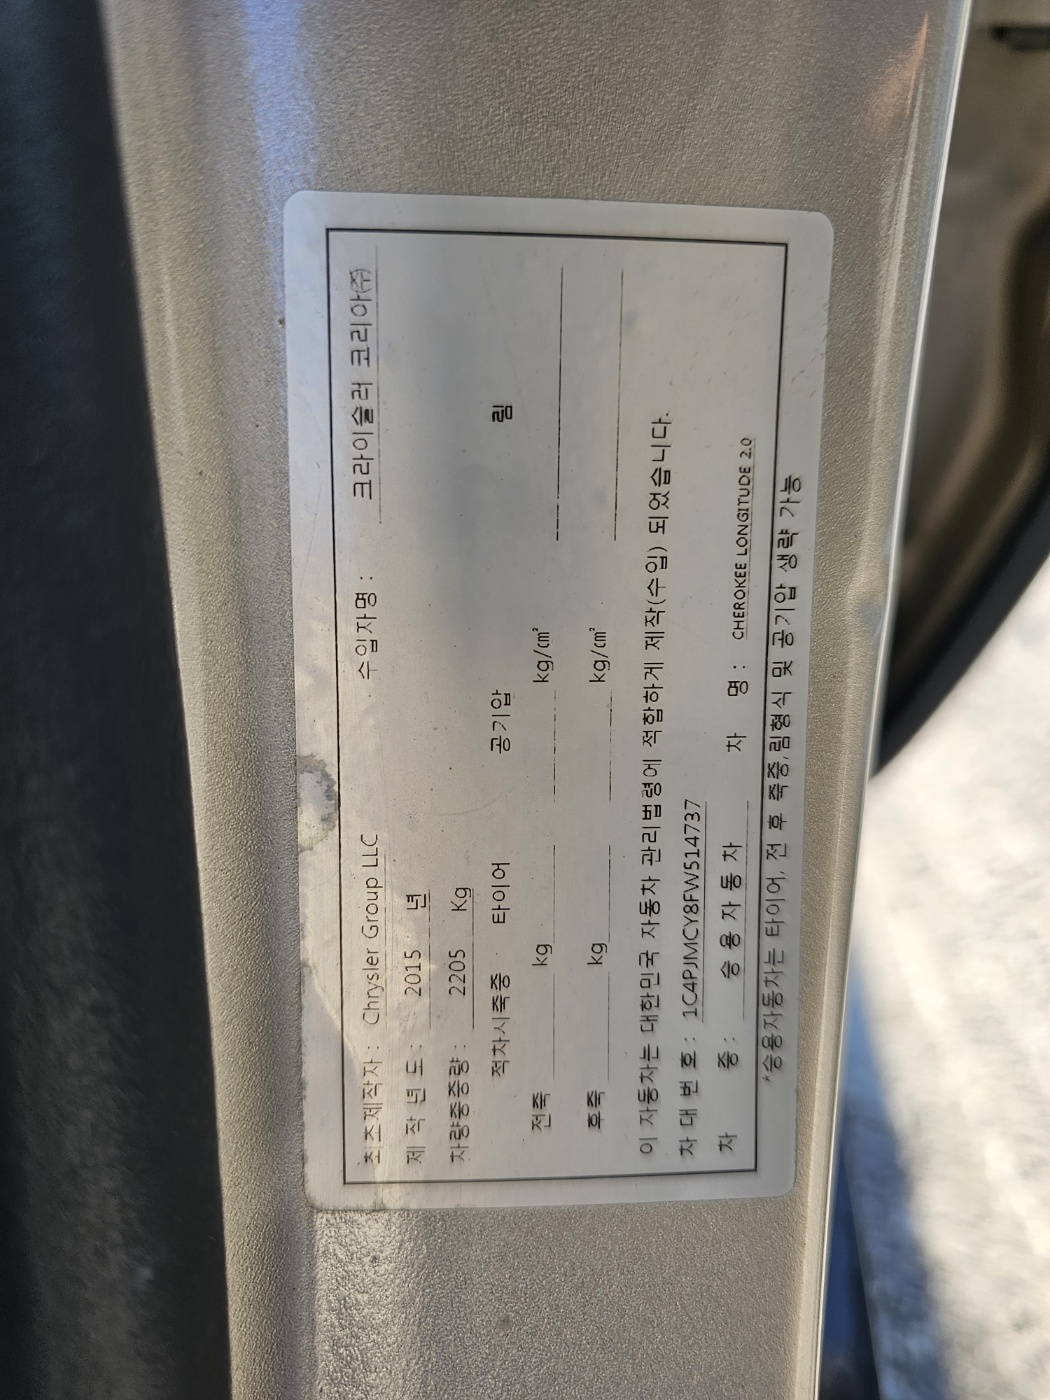 최초제작자 : Chrysler Group LLC 수입자명 : 크라이슬러 코리아㈜
제 작 년 도 : 2015 년
차량총중량 : 2205 Kg
적차시축중 타이어 공기압 림
전축 kg kg/㎠
후축 kg kg/㎠
이 자동차는 대한민국 자동차 관리법령에 적합하게 제작(수입) 되었습니다.
차 대 번 호 : 1C4PJMCY8FW514737
차 종 : 승용자동차 차 명 : CHEROKEE LONGITUDE 2.0
*승용자동차는 타이어, 전 후 축중,림형식 및 공기압 생략 가능